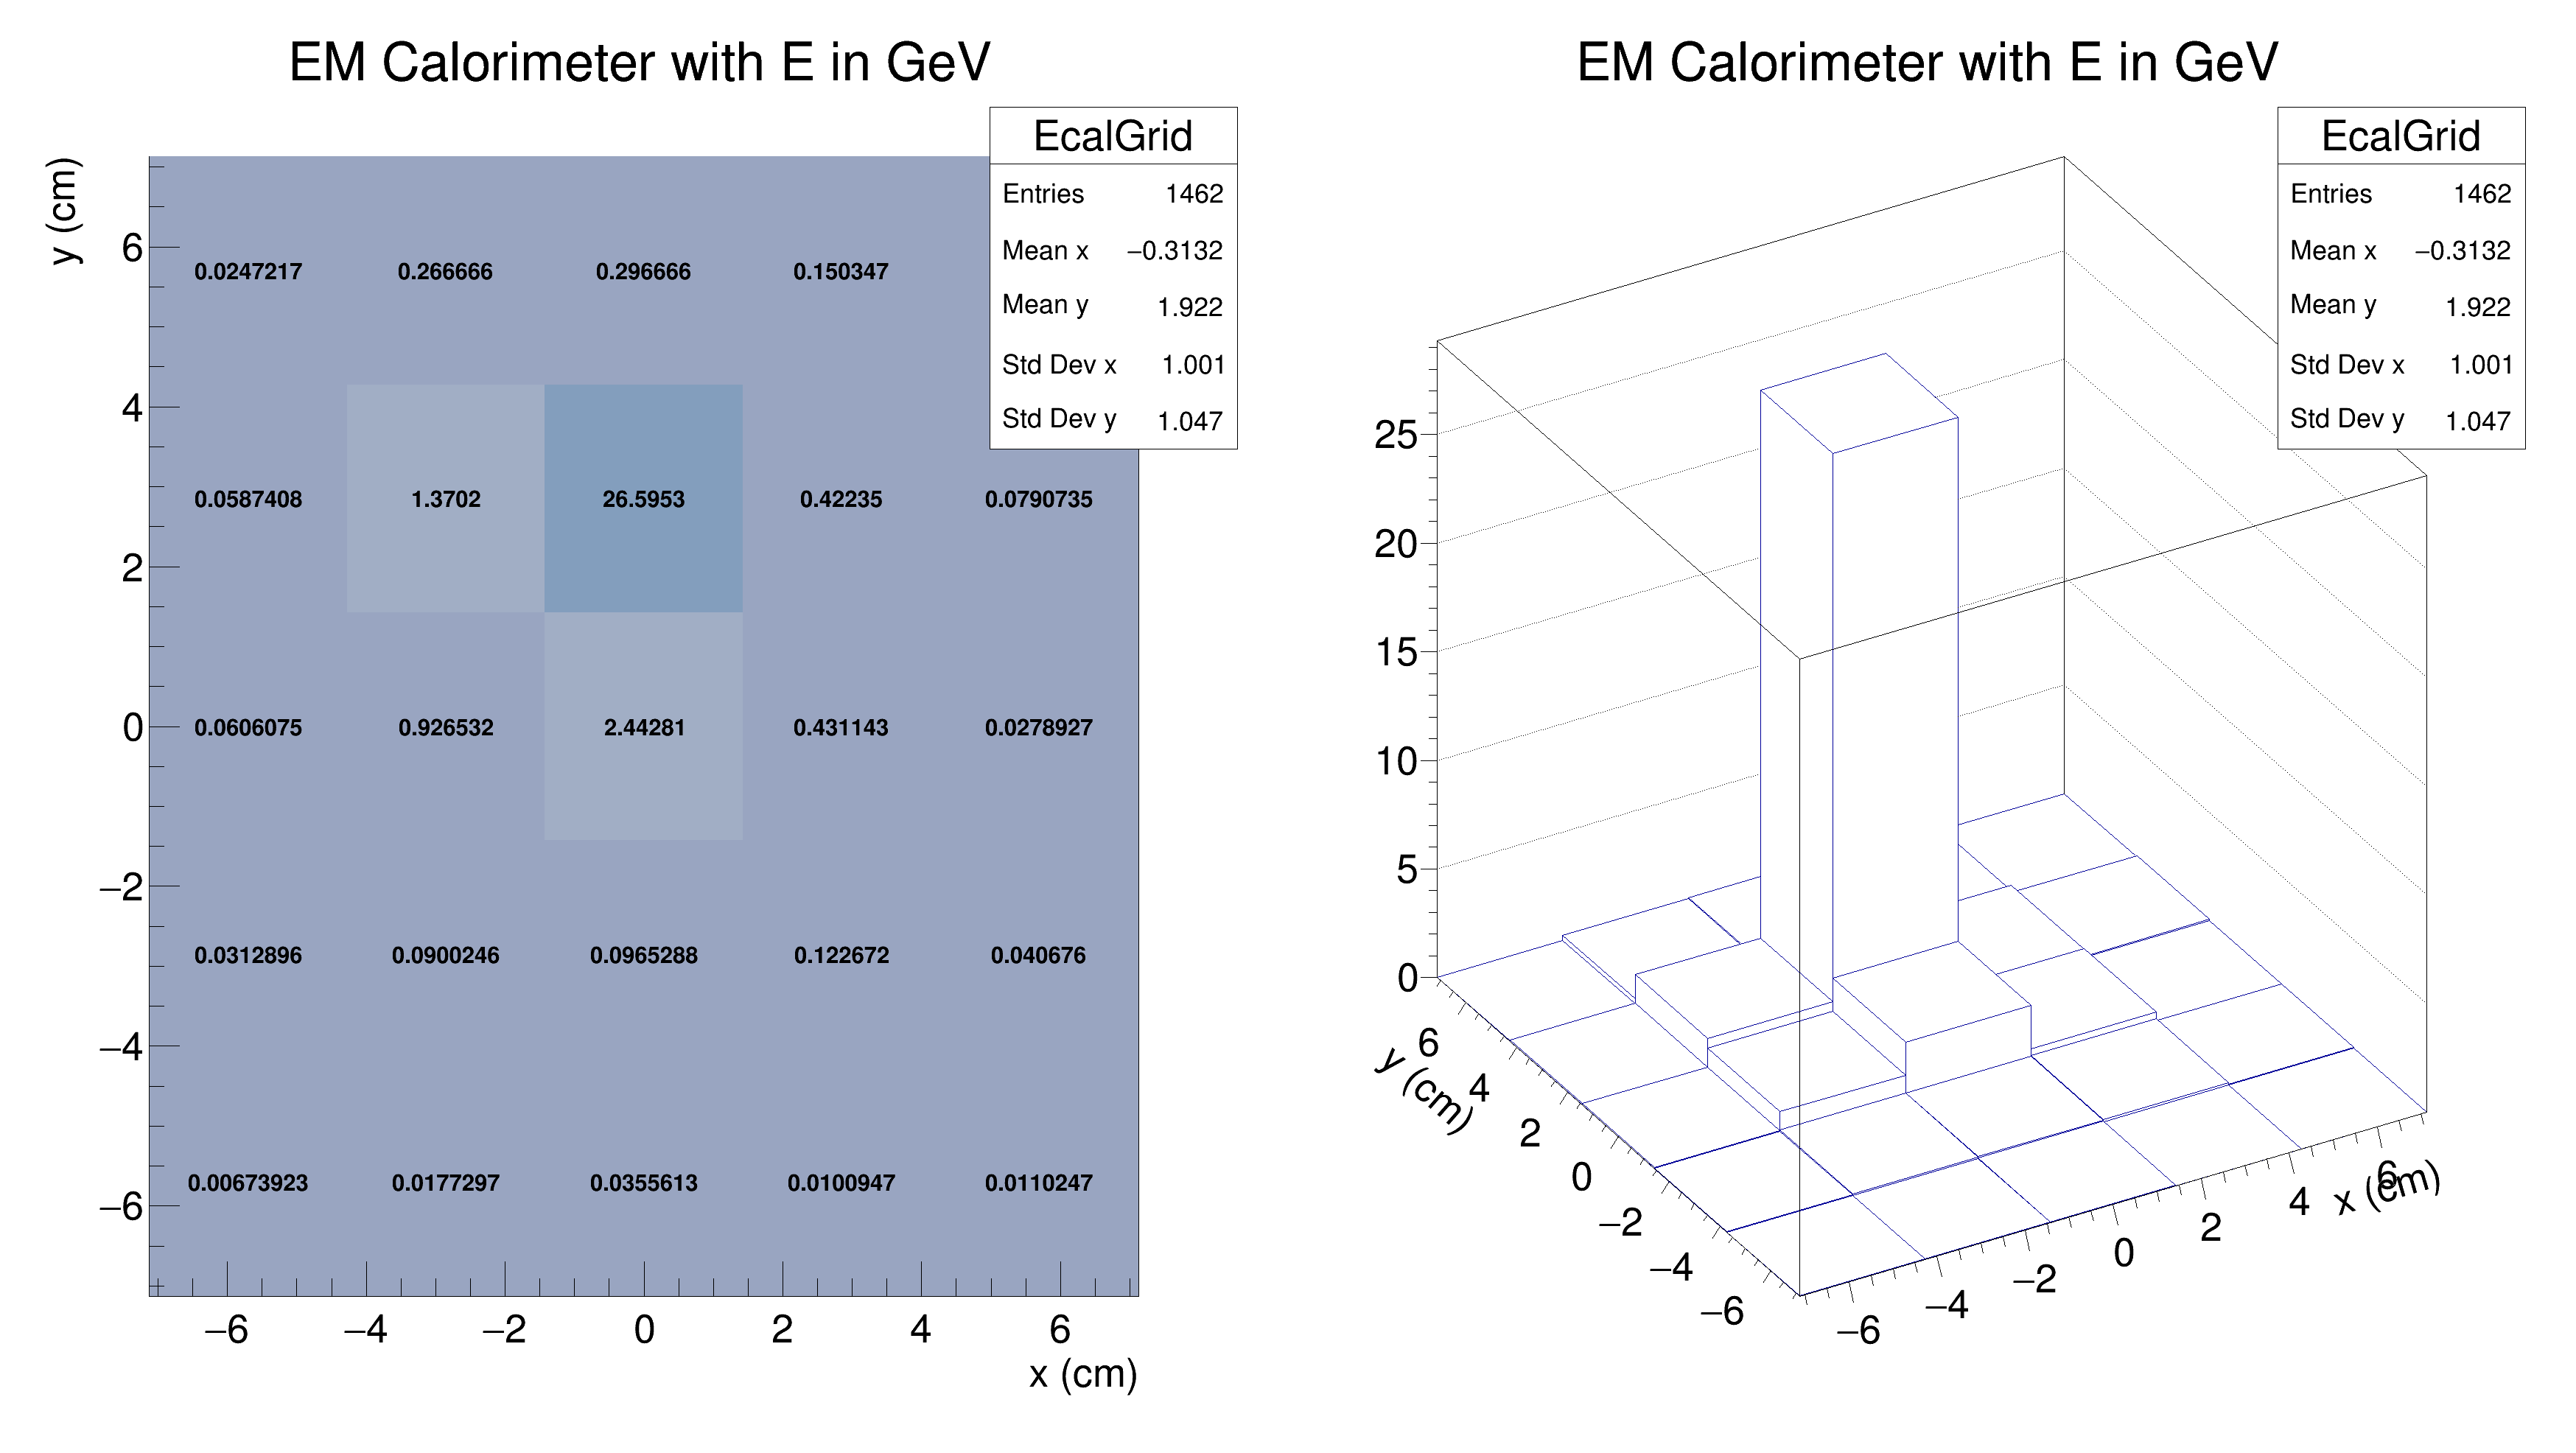 EM Calorimeter with E in GeV
EcalGrid
Entries 1462
Mean x −0.3132
Mean y 1.922
Std Dev x 1.001
Std Dev y 1.047
y (cm)
6
4
2
0
−2
−4
−6
0.0247217 0.266666 0.296666 0.150347
0.0587408 1.3702 26.5953 0.42235 0.0790735
0.0606075 0.926532 2.44281 0.431143 0.0278927
0.0312896 0.0900246 0.0965288 0.122672 0.040676
0.00673923 0.0177297 0.0355613 0.0100947 0.0110247
−6 −4 −2 0 2 4 6
x (cm)
EM Calorimeter with E in GeV
EcalGrid
Entries 1462
Mean x −0.3132
Mean y 1.922
Std Dev x 1.001
Std Dev y 1.047
25
20
15
10
5
0
6
4
2
0
−2
−4
−6
y (cm)
−6 −4 −2 0 2 4 6
x (cm)